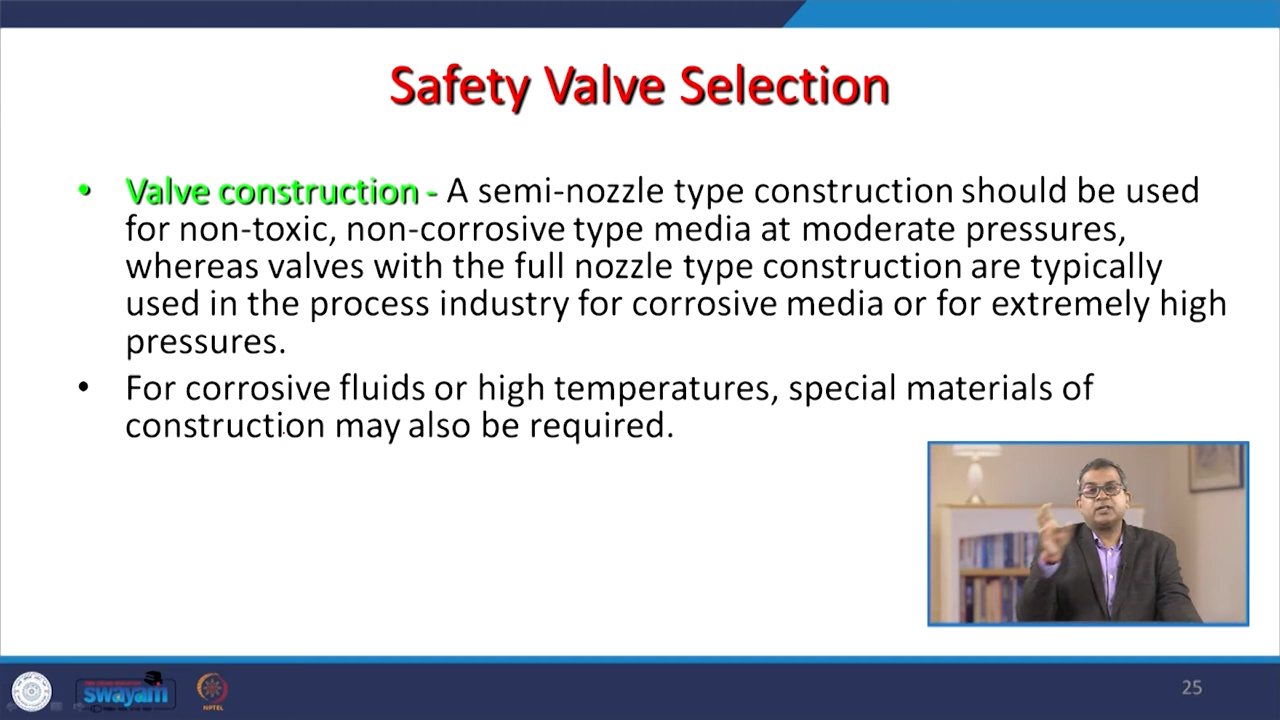 Safety Valve Selection
• Valve construction - A semi-nozzle type construction should be used
for non-toxic, non-corrosive type media at moderate pressures,
whereas valves with the full nozzle type construction are typically
used in the process industry for corrosive media or for extremely high
pressures.
• For corrosive fluids or high temperatures, special materials of
construction may also be required.
swayam
NPTEL
25